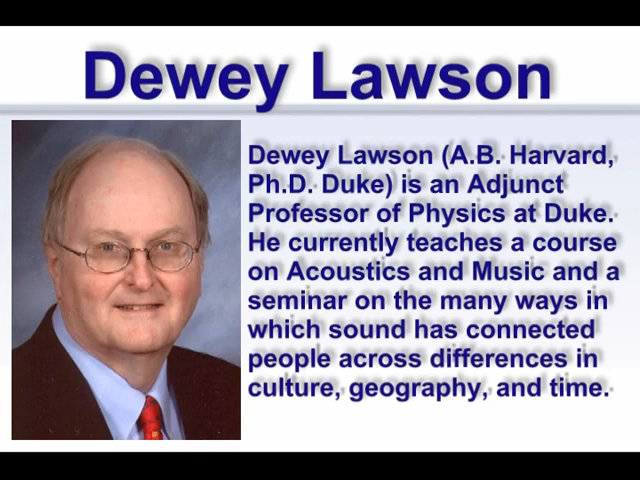 Dewey Lawson
Dewey Lawson (A.B. Harvard,
Ph.D. Duke) is an Adjunct
Professor of Physics at Duke.
He currently teaches a course
on Acoustics and Music and a
seminar on the many ways in
which sound has connected
people across differences in
culture, geography, and time.